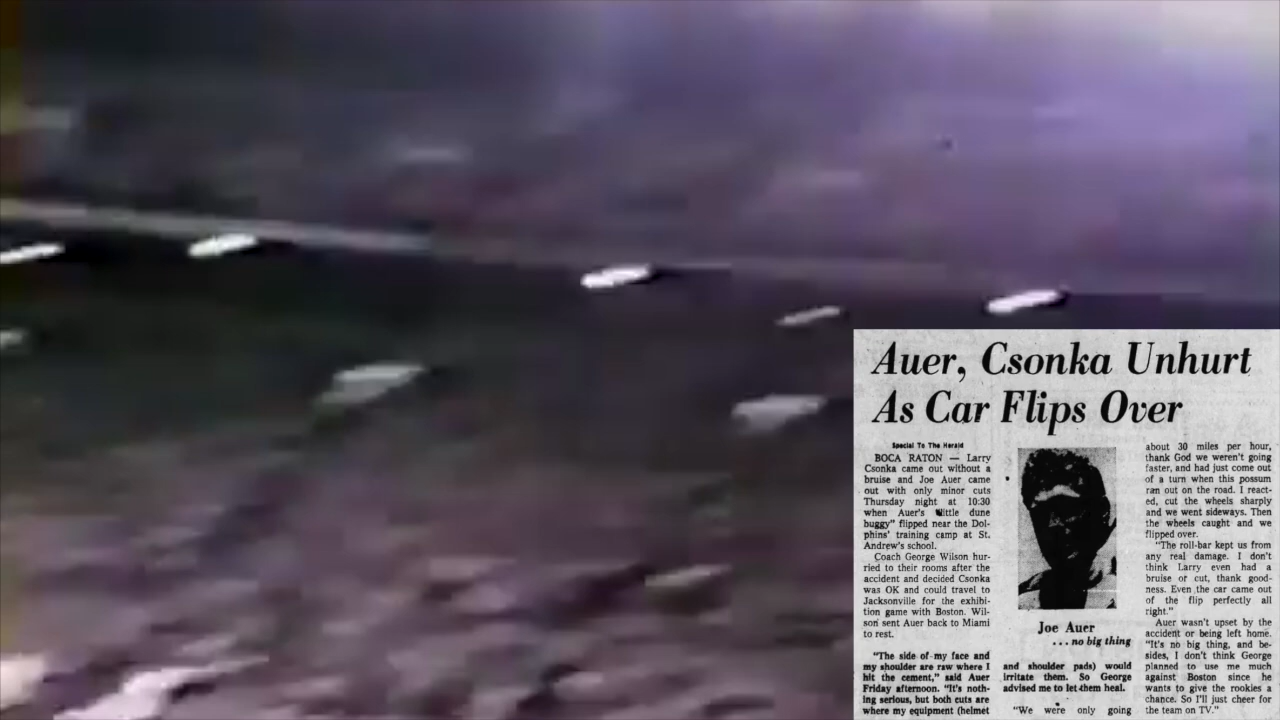 Auer, Csonka Unhurt
As Car Flips Over
Special To The Herald
BOCA RATON — Larry
Csonka came out without a
bruise and Joe Auer came
out with only minor cuts
Thursday night at 10:30
when Auer's "little dune
buggy" flipped near the Dol-
phins' training camp at St.
Andrew's school.
Coach George Wilson hur-
ried to their rooms after the
accident and decided Csonka
was OK and could travel to
Jacksonville for the exhibi-
tion game with Boston. Wil-
son sent Auer back to Miami
to rest.
"The side of my face and
my shoulder are raw where I
hit the cement," said Auer
Friday afternoon. "It's noth-
ing serious, but both cuts are
where my equipment (helmet
Joe Auer
. . . no big thing
and shoulder pads) would
irritate them. So George
advised me to let them heal.
"We were only going
about 30 miles per hour,
thank God we weren't going
faster, and had just come out
of a turn when this possum
ran out on the road. I react-
ed, cut the wheels sharply
and we went sideways. Then
the wheels caught and we
flipped over.
"The roll-bar kept us from
any real damage. I don't
think Larry even had a
bruise or cut, thank good-
ness. Even the car came out
of the flip perfectly all
right."
Auer wasn't upset by the
accident or being left home.
"It's no big thing, and be-
sides, I don't think George
planned to use me much
against Boston since he
wants to give the rookies a
chance. So I'll just cheer for
the team on TV."